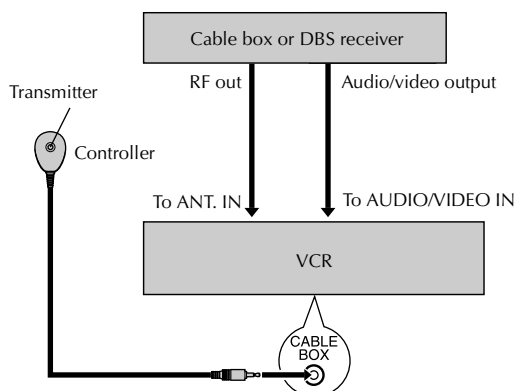 Cable box or DBS receiver
RF out
Audio/video output
Transmitter
Controller
To ANT. IN
To AUDIO/VIDEO IN
VCR
CABLE
BOX